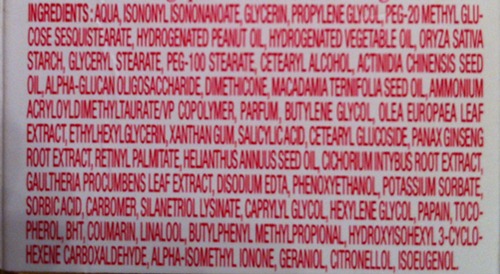 INGREDIENTS : AQUA, ISONONYL ISONONANOATE, GLYCERIN, PROPYLENE GLYCOL, PEG-20 METHYL GLU-
COSE SESQUISTEARATE, HYDROGENATED PEANUT OIL, HYDROGENATED VEGETABLE OIL, ORYZA SATIVA
STARCH, GLYCERYL STEARATE, PEG-100 STEARATE, CETEARYL ALCOHOL, ACTINIDIA CHINENSIS SEED
OIL, ALPHA-GLUCAN OLIGOSACCHARIDE, DIMETHICONE, MACADAMIA TERNIFOLIA SEED OIL, AMMONIUM
ACRYLOYLDIMETHYLTAURATE/VP COPOLYMER, PARFUM, BUTYLENE GLYCOL, OLEA EUROPAEA LEAF
EXTRACT, ETHYLHEXYLGLYCERIN, XANTHAN GUM, SALICYLIC ACID, CETEARYL GLUCOSIDE, PANAX GINSENG
ROOT EXTRACT, RETINYL PALMITATE, HELIANTHUS ANNUUS SEED OIL, CICHORIUM INTYBUS ROOT EXTRACT,
GAULTHERIA PROCUMBENS LEAF EXTRACT, DISODIUM EDTA, PHENOXYETHANOL, POTASSIUM SORBATE,
SORBIC ACID, CARBOMER, SILANETRIOL LYSINATE, CAPRYLYL GLYCOL, HEXYLENE GLYCOL, PAPAIN, TOCO-
PHEROL, BHT, COUMARIN, LINALOOL, BUTYLPHENYL METHYLPROPIONAL, HYDROXYISOHEXYL 3-CYCLO-
HEXENE CARBOXALDEHYDE, ALPHA-ISOMETHYL IONONE, GERANIOL, CITRONELLOL, ISOEUGENOL.